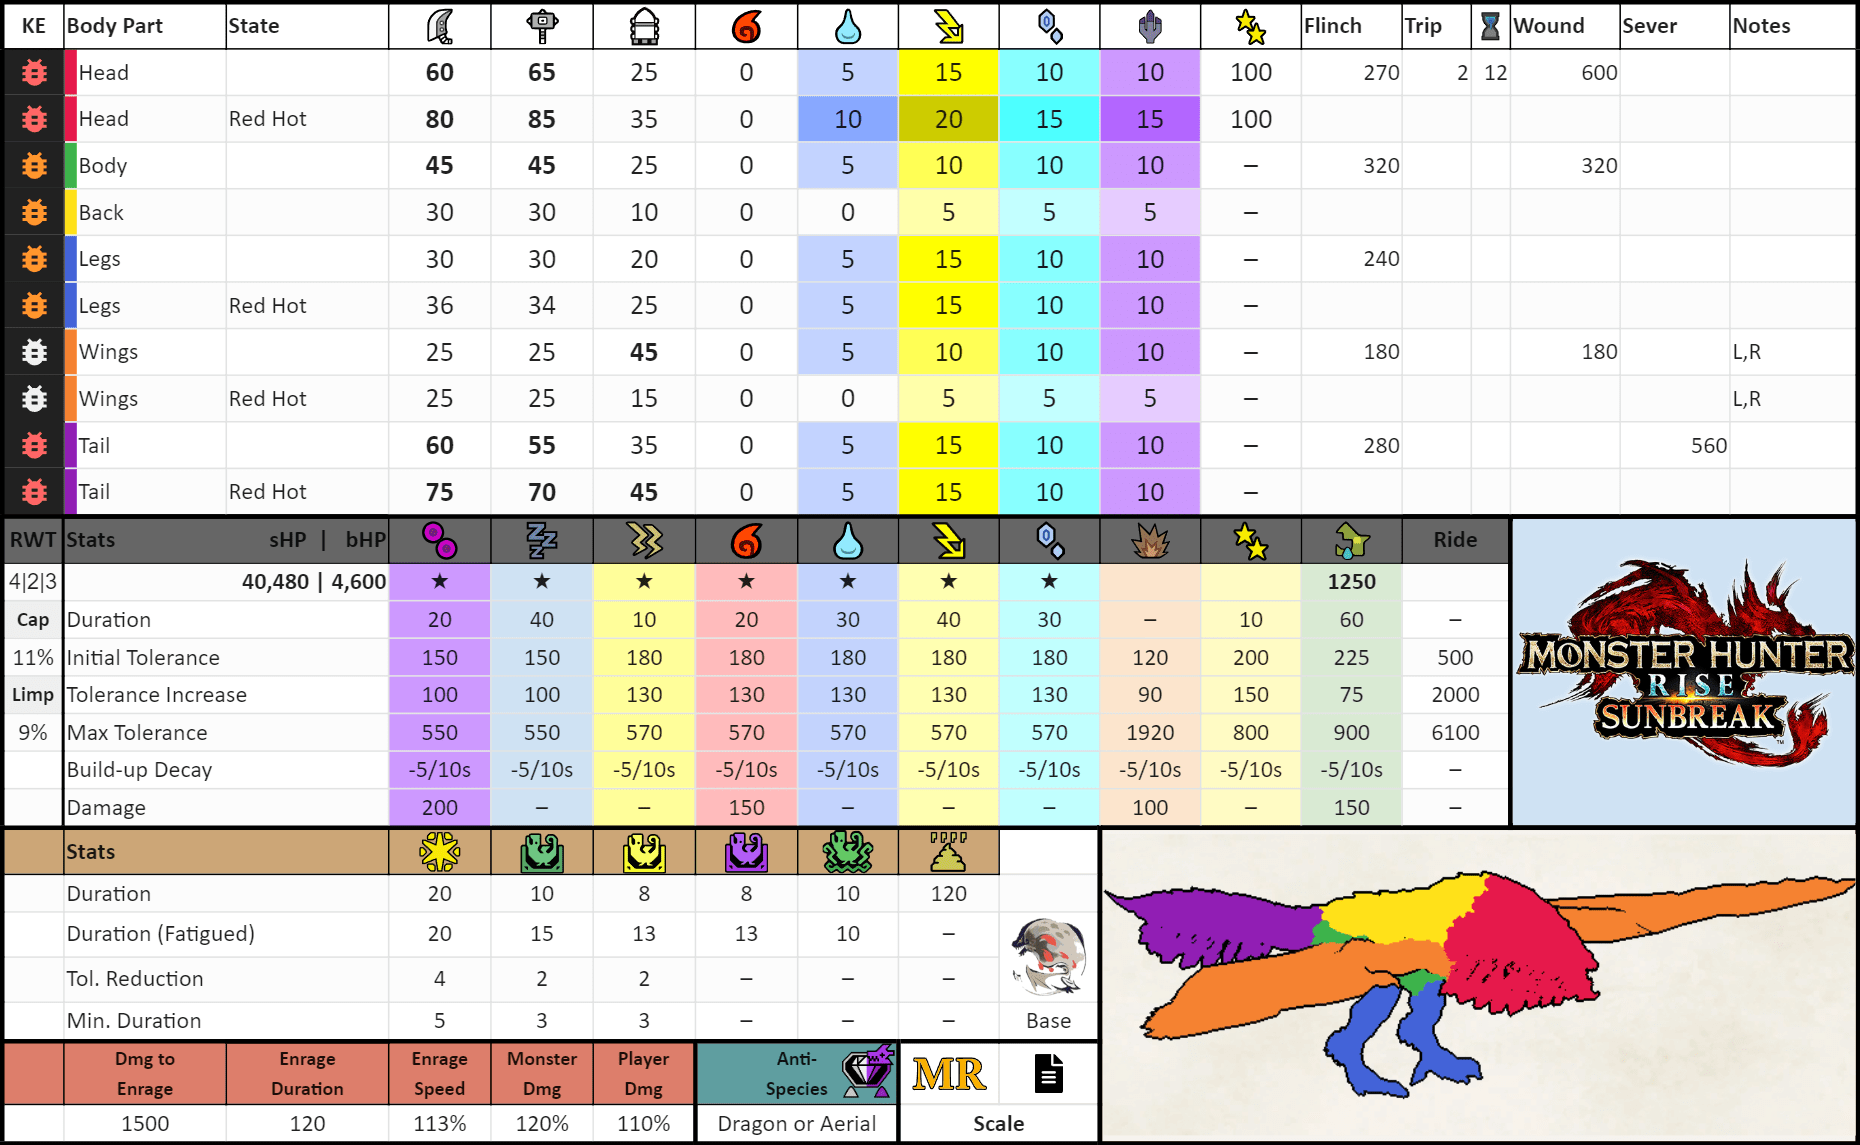 KE Body Part State Flinch Trip Wound Sever Notes
Head 60 65 25 0 5 15 10 10 100 270 2 12 600
Head Red Hot 80 85 35 0 10 20 15 15 100
Body 45 45 25 0 5 10 10 10 – 320 320
Back 30 30 10 0 0 5 5 5 –
Legs 30 30 20 0 5 15 10 10 – 240
Legs Red Hot 36 34 25 0 5 15 10 10 –
Wings 25 25 45 0 5 10 10 10 – 180 180 L,R
Wings Red Hot 25 25 15 0 0 5 5 5 – L,R
Tail 60 55 35 0 5 15 10 10 – 280 560
Tail Red Hot 75 70 45 0 5 15 10 10 –
RWT Stats sHP | bHP Ride
4|2|3 40,480 | 4,600 ★ ★ ★ ★ ★ ★ ★ 1250
Cap Duration 20 40 10 20 30 40 30 – 10 60 –
11% Initial Tolerance 150 150 180 180 180 180 180 120 200 225 500
Limp Tolerance Increase 100 100 130 130 130 130 130 90 150 75 2000
9% Max Tolerance 550 550 570 570 570 570 570 1920 800 900 6100
Build-up Decay -5/10s -5/10s -5/10s -5/10s -5/10s -5/10s -5/10s -5/10s -5/10s -5/10s –
Damage 200 – – 150 – – – 100 – 150 –
MONSTER HUNTER
RISE
SUNBREAK
TM
Stats
Duration 20 10 8 8 10 120
Duration (Fatigued) 20 15 13 13 10 –
Tol. Reduction 4 2 2 – – –
Min. Duration 5 3 3 – – – Base
Dmg to Enrage Enrage Monster Player Anti-
Enrage Duration Speed Dmg Dmg Species MR
1500 120 113% 120% 110% Dragon or Aerial Scale